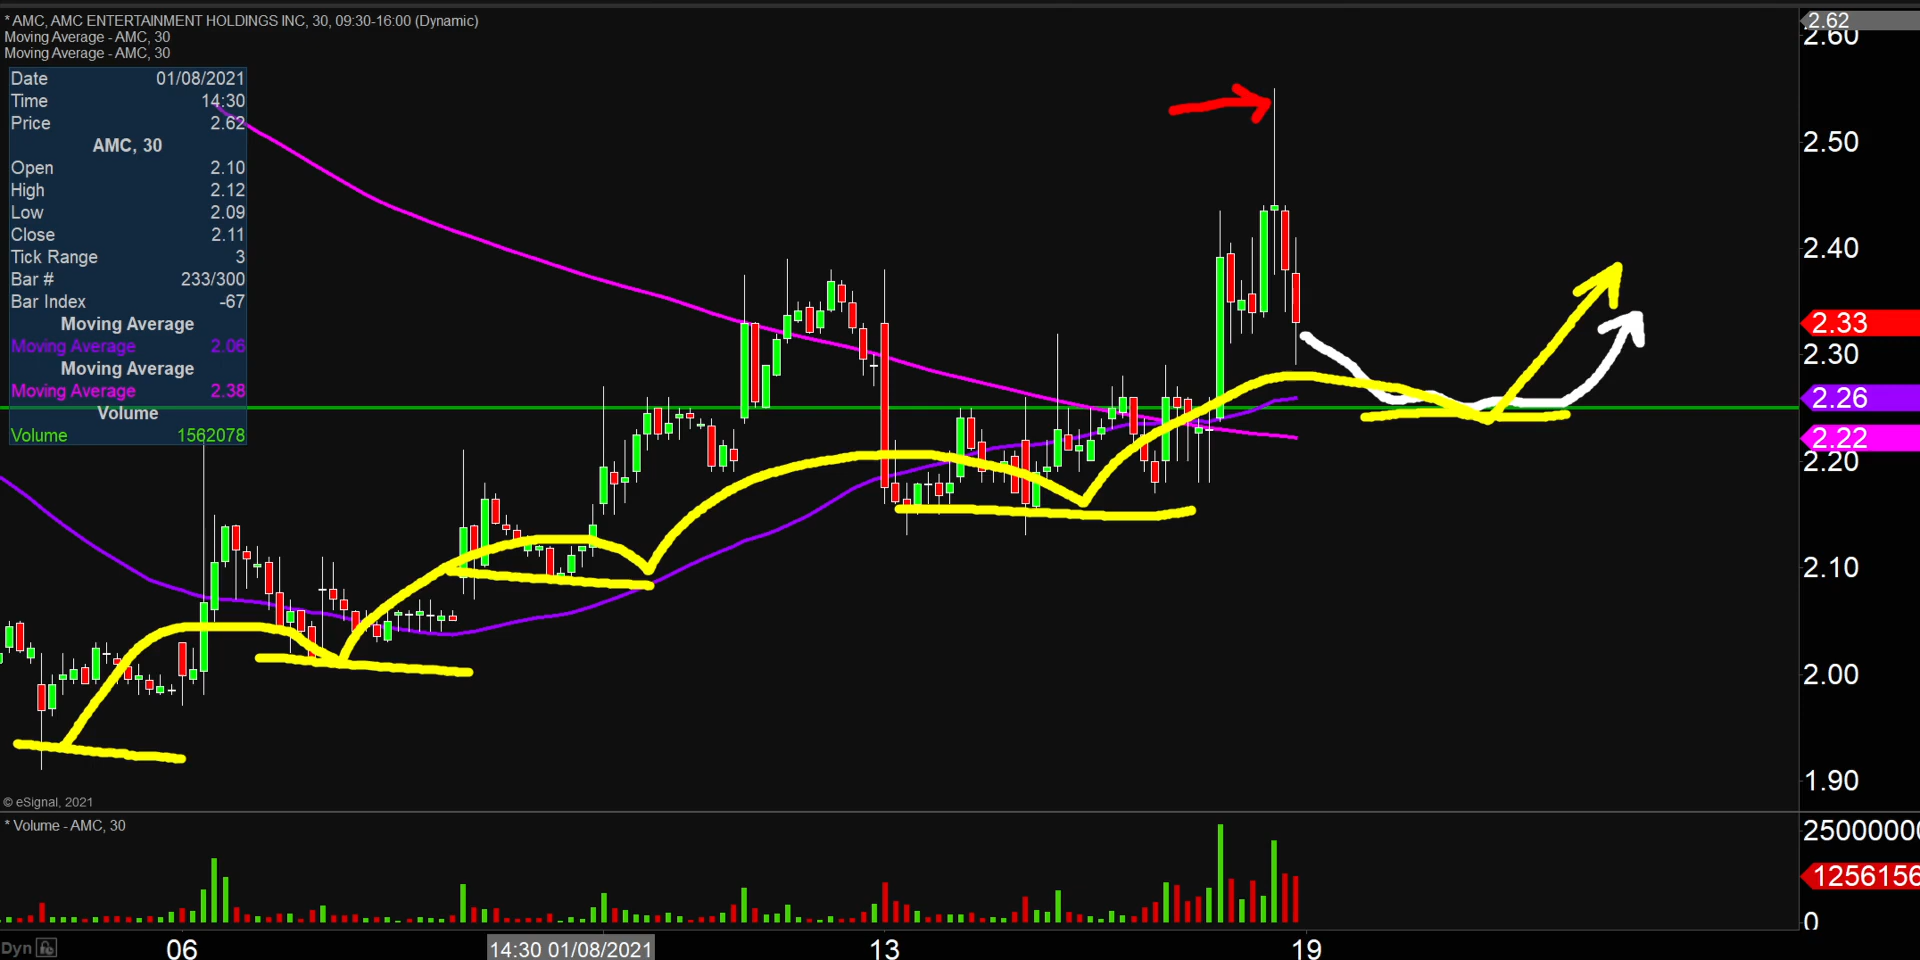 * AMC, AMC ENTERTAINMENT HOLDINGS INC, 30, 09:30-16:00 (Dynamic)
Moving Average - AMC, 30
Moving Average - AMC, 30
Date 01/08/2021
Time 14:30
Price 2.62
AMC, 30
Open 2.10
High 2.12
Low 2.09
Close 2.11
Tick Range 3
Bar # 233/300
Bar Index -67
Moving Average
Moving Average 2.06
Moving Average
Moving Average 2.38
Volume
Volume 1562078
2.62
2.60
2.50
2.40
2.33
2.30
2.26
2.22
2.20
2.10
2.00
1.90
© eSignal, 2021
* Volume - AMC, 30
25000000
1256156
0
Dyn
06 14:30 01/08/2021 13 19